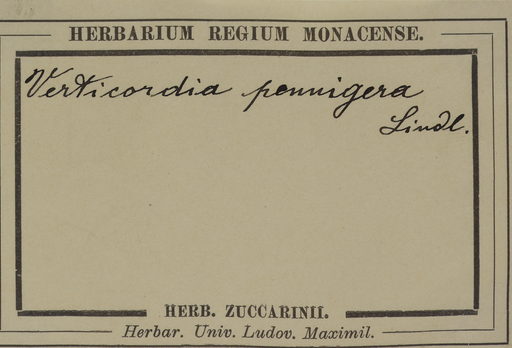 HERBARIUM REGIUM MONACENSE.
Verticordia pennigera
Lindl.
HERB. ZUCCARINII.
Herbar. Univ. Ludov. Maximil.